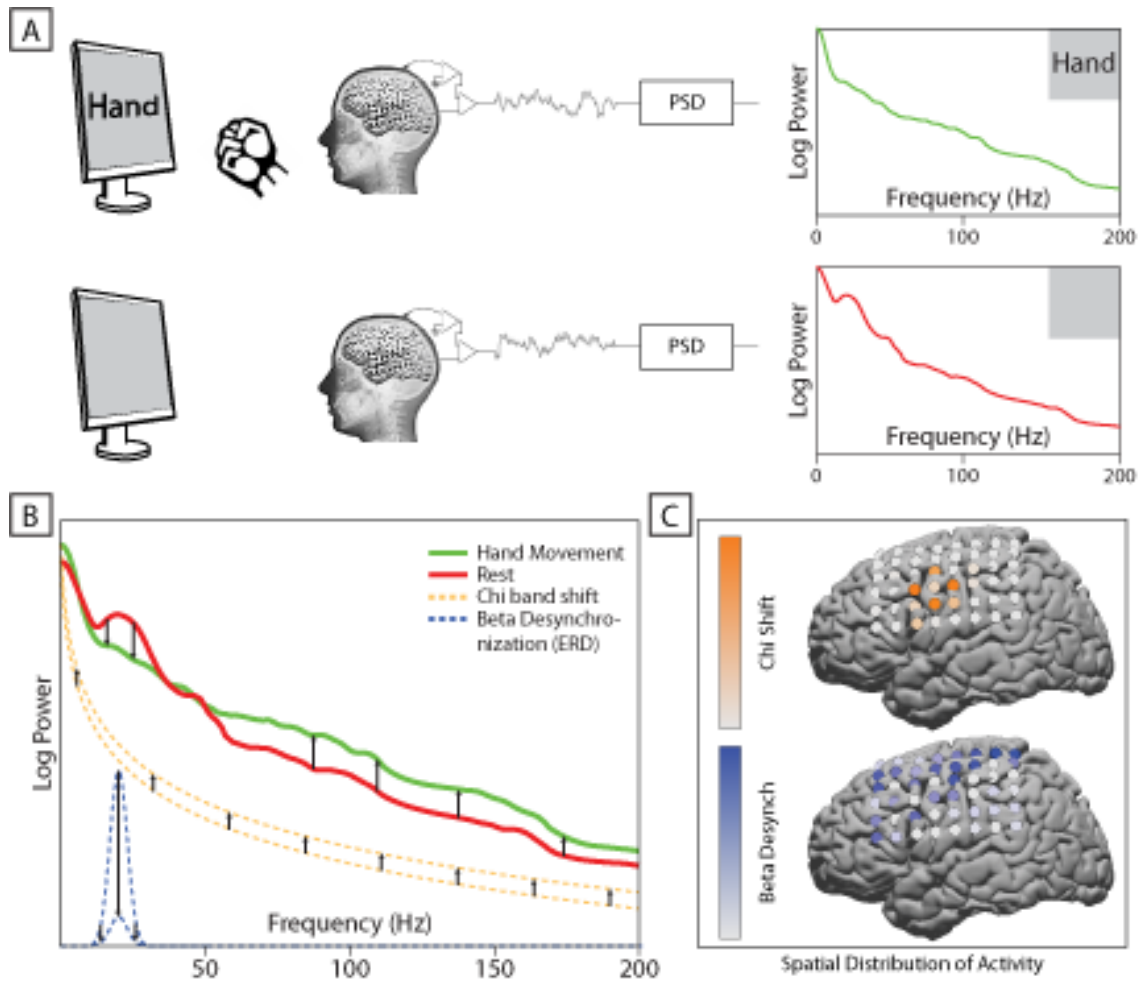 A
Hand
PSD
Log Power
Hand
Frequency (Hz)
0
100
200
PSD
Log Power
Frequency (Hz)
0
100
200
B
Log Power
Hand Movement
Rest
Chi band shift
Beta Desynchro-
nization (ERD)
Frequency (Hz)
50
100
150
200
C
Chi Shift
Beta Desynch
Spatial Distribution of Activity